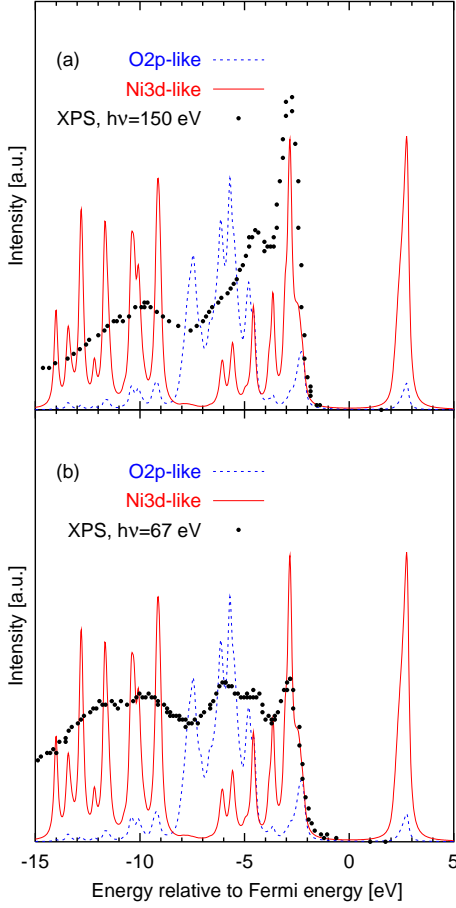 (a)
O2p-like
Ni3d-like
XPS, hν=150 eV
Intensity [a.u.]
(b)
O2p-like
Ni3d-like
XPS, hν=67 eV
Intensity [a.u.]
-15 -10 -5 0 5
Energy relative to Fermi energy [eV]